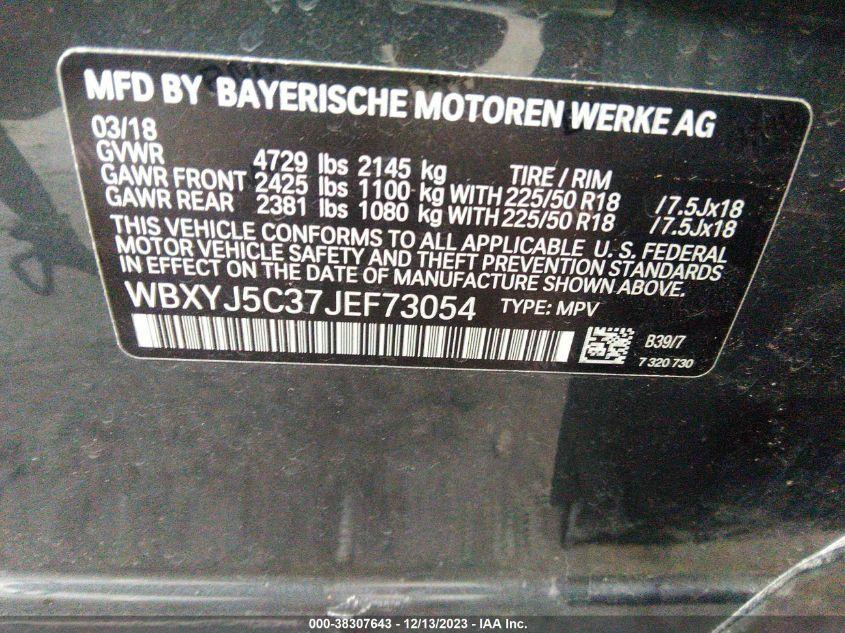 MFD BY BAYERISCHE MOTOREN WERKE AG
03/18
GVWR 4729 lbs 2145 kg TIRE / RIM
GAWR FRONT 2425 lbs 1100 kg WITH 225/50 R18 /7.5Jx18
GAWR REAR 2381 lbs 1080 kg WITH 225/50 R18 /7.5Jx18
THIS VEHICLE CONFORMS TO ALL APPLICABLE U. S. FEDERAL
MOTOR VEHICLE SAFETY AND THEFT PREVENTION STANDARDS
IN EFFECT ON THE DATE OF MANUFACTURE SHOWN ABOVE.
WBXYJ5C37JEF73054 TYPE: MPV
B39/7
7 320 730
000-38307643 / 12/13/2023 - IAA Inc.